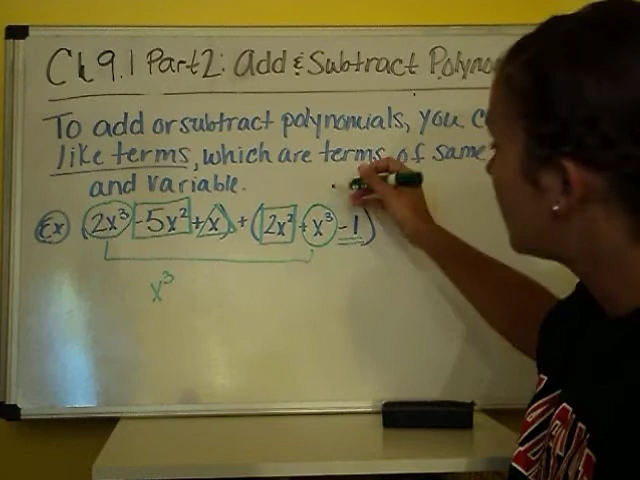 Ch 9.1 Part 2: Add & Subtract
To add or subtract polynomials, you
like terms, which are terms of same
and variable.
Ex (2x³ - 5x² + x) + (2x² + x³ - 1)
x³